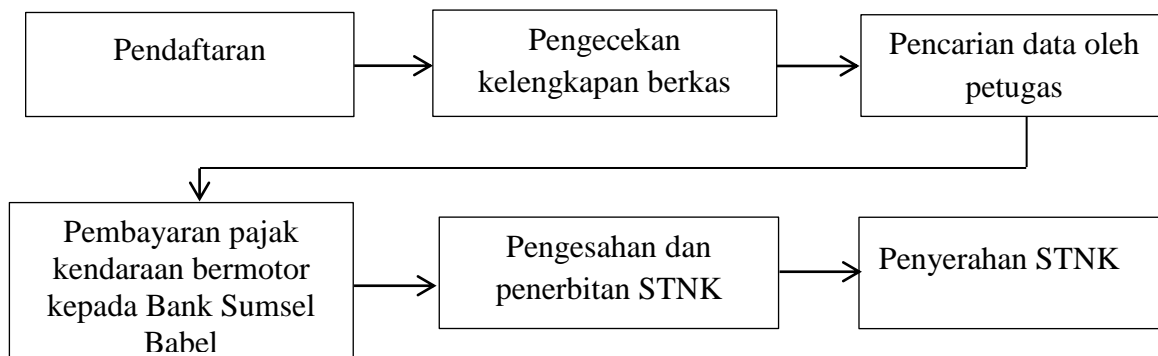 Pendaftaran
Pengecekan
kelengkapan berkas
Pencarian data oleh
petugas
Pembayaran pajak
kendaraan bermotor
kepada Bank Sumsel
Babel
Pengesahan dan
penerbitan STNK
Penyerahan STNK